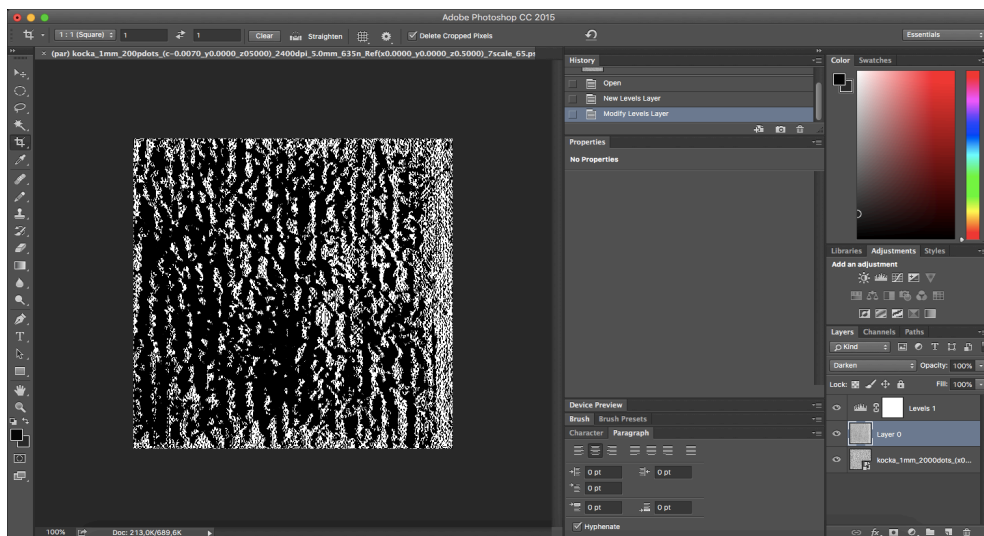 Adobe Photoshop CC 2015
1 : 1 (Square) 1 1 Clear Straighten Delete Cropped Pixels Essentials
× (par) kocka_1mm_200pdots_(c-0.0070_y0.0000_z05000)_2400dpi_5.0mm_635n_Ref(x0.0000_y0.0000_z0.5000)_7scale_65.ps
History
Open
New Levels Layer
Modify Levels Layer
Properties
No Properties
Device Preview
Brush Brush Presets
Character Paragraph
0 pt 0 pt
0 pt
0 pt 0 pt
Hyphenate
Color Swatches
Libraries Adjustments Styles
Add an adjustment
Layers Channels Paths
Kind T
Darken Opacity: 100%
Lock: Fill: 100%
Levels 1
Layer 0
kocka_1mm_2000dots_(x0...
fx
100% Doc: 213,0K/689,6K